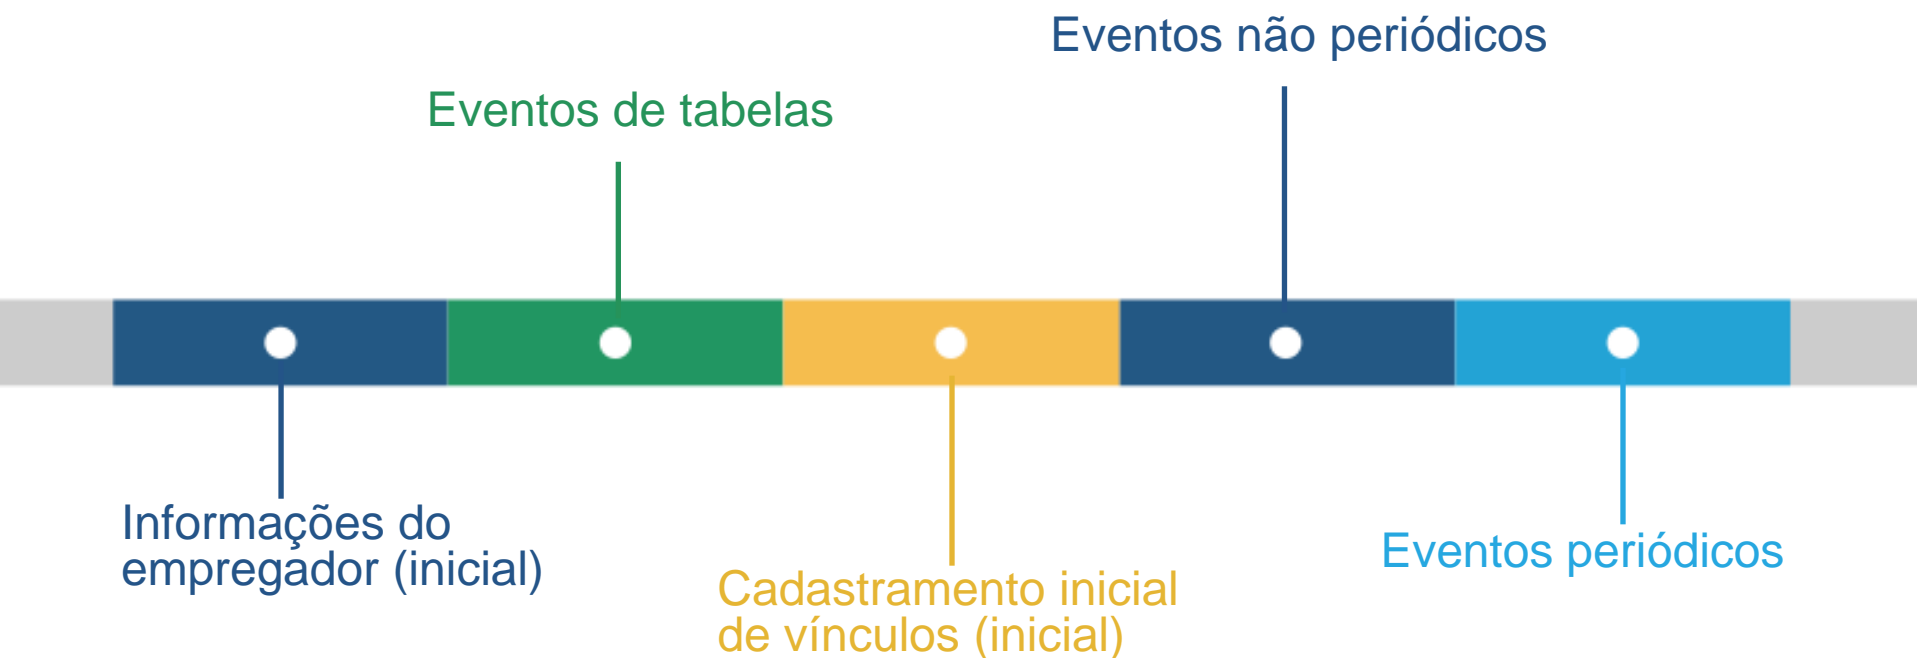 Eventos não periódicos
Eventos de tabelas
Informações do
empregador (inicial)
Cadastramento inicial
de vínculos (inicial)
Eventos periódicos